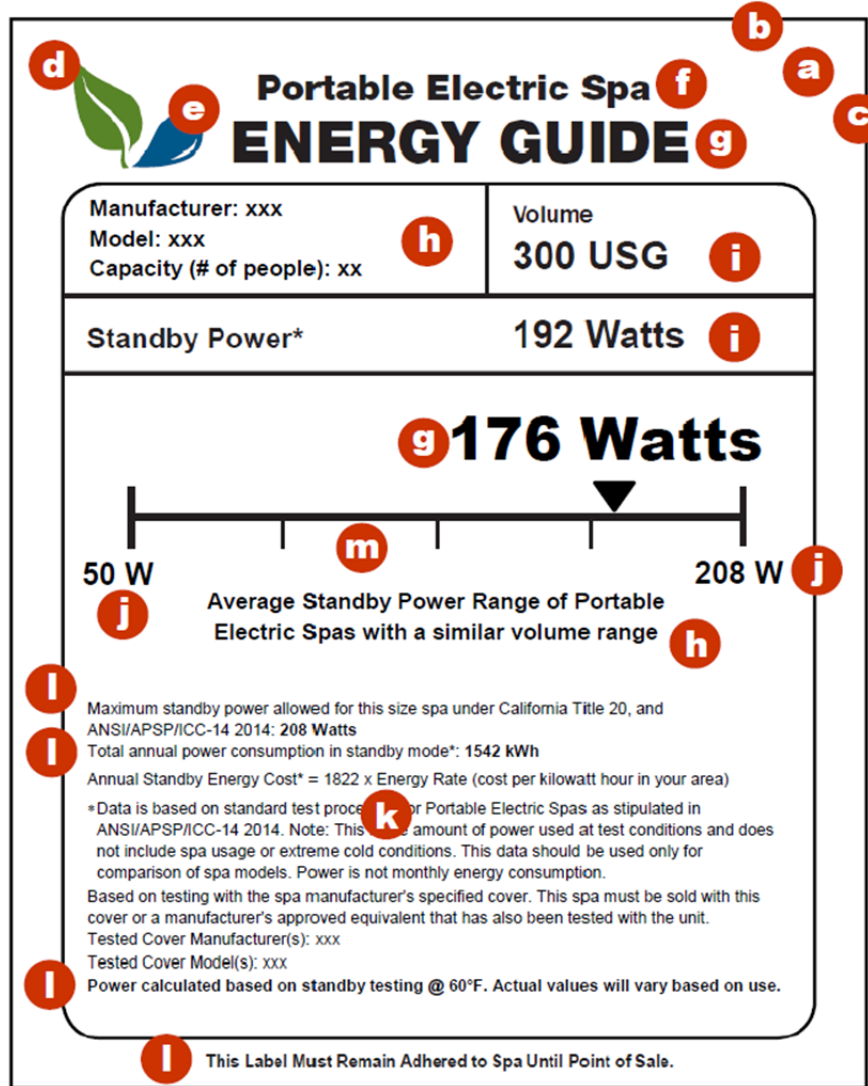 b
d
a
Portable Electric Spa f
e
c
ENERGY GUIDE g
Manufacturer: xxx
Model: xxx
Capacity (# of people): xx
h
Volume
300 USG i
Standby Power* 192 Watts i
g 176 Watts
m
50 W 208 W j
j
Average Standby Power Range of Portable
Electric Spas with a similar volume range h
l
Maximum standby power allowed for this size spa under California Title 20, and
ANSI/APSP/ICC-14 2014: 208 Watts
l Total annual power consumption in standby mode*: 1542 kWh
Annual Standby Energy Cost* = 1822 x Energy Rate (cost per kilowatt hour in your area)
*Data is based on standard test k Portable Electric Spas as stipulated in
ANSI/APSP/ICC-14 2014. Note: This amount of power used at test conditions and does
not include spa usage or extreme cold conditions. This data should be used only for
comparison of spa models. Power is not monthly energy consumption.
Based on testing with the spa manufacturer's specified cover. This spa must be sold with this
cover or a manufacturer's approved equivalent that has also been tested with the unit.
Tested Cover Manufacturer(s): xxx
Tested Cover Model(s): xxx
l Power calculated based on standby testing @ 60°F. Actual values will vary based on use.
l This Label Must Remain Adhered to Spa Until Point of Sale.